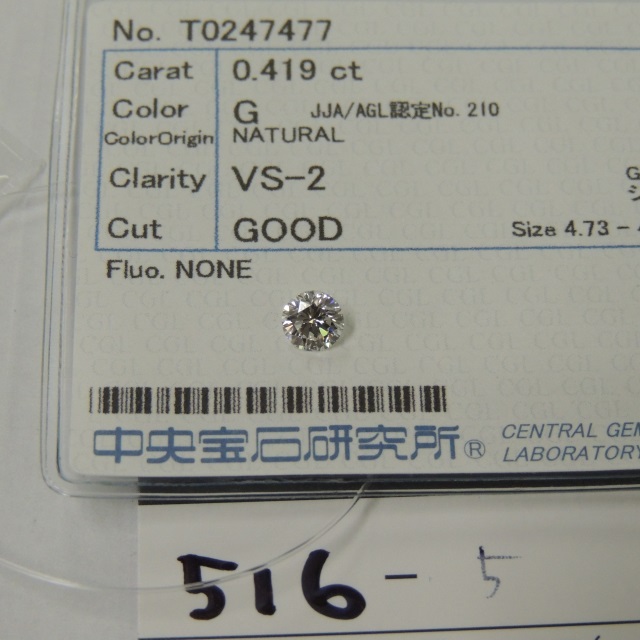 No. T0247477
Carat 0.419 ct
Color G JJA/AGL認定No. 210
ColorOrigin NATURAL
Clarity VS-2 G
シ
Cut GOOD Size 4.73 -
Fluo. NONE
中央宝石研究所® CENTRAL GEM
LABORATORY
516-5